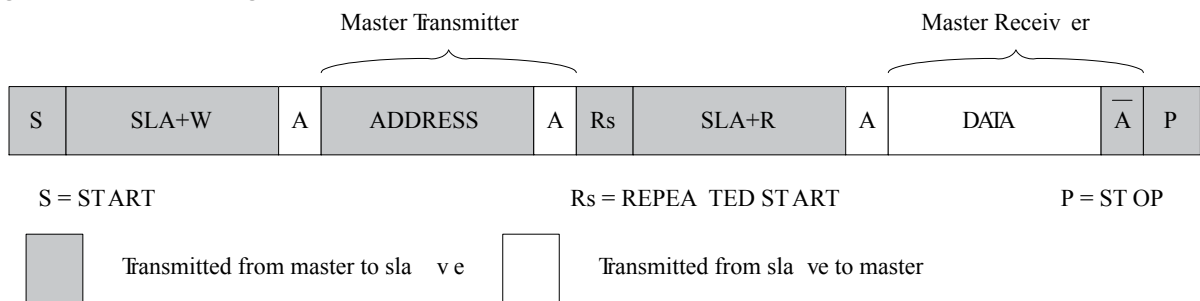 Master Transmitter Master Receiv er
S SLA+W A ADDRESS A Rs SLA+R A DATA A̅ P
S = ST ART Rs = REPEA TED ST ART P = ST OP
Transmitted from master to sla v e Transmitted from sla ve to master